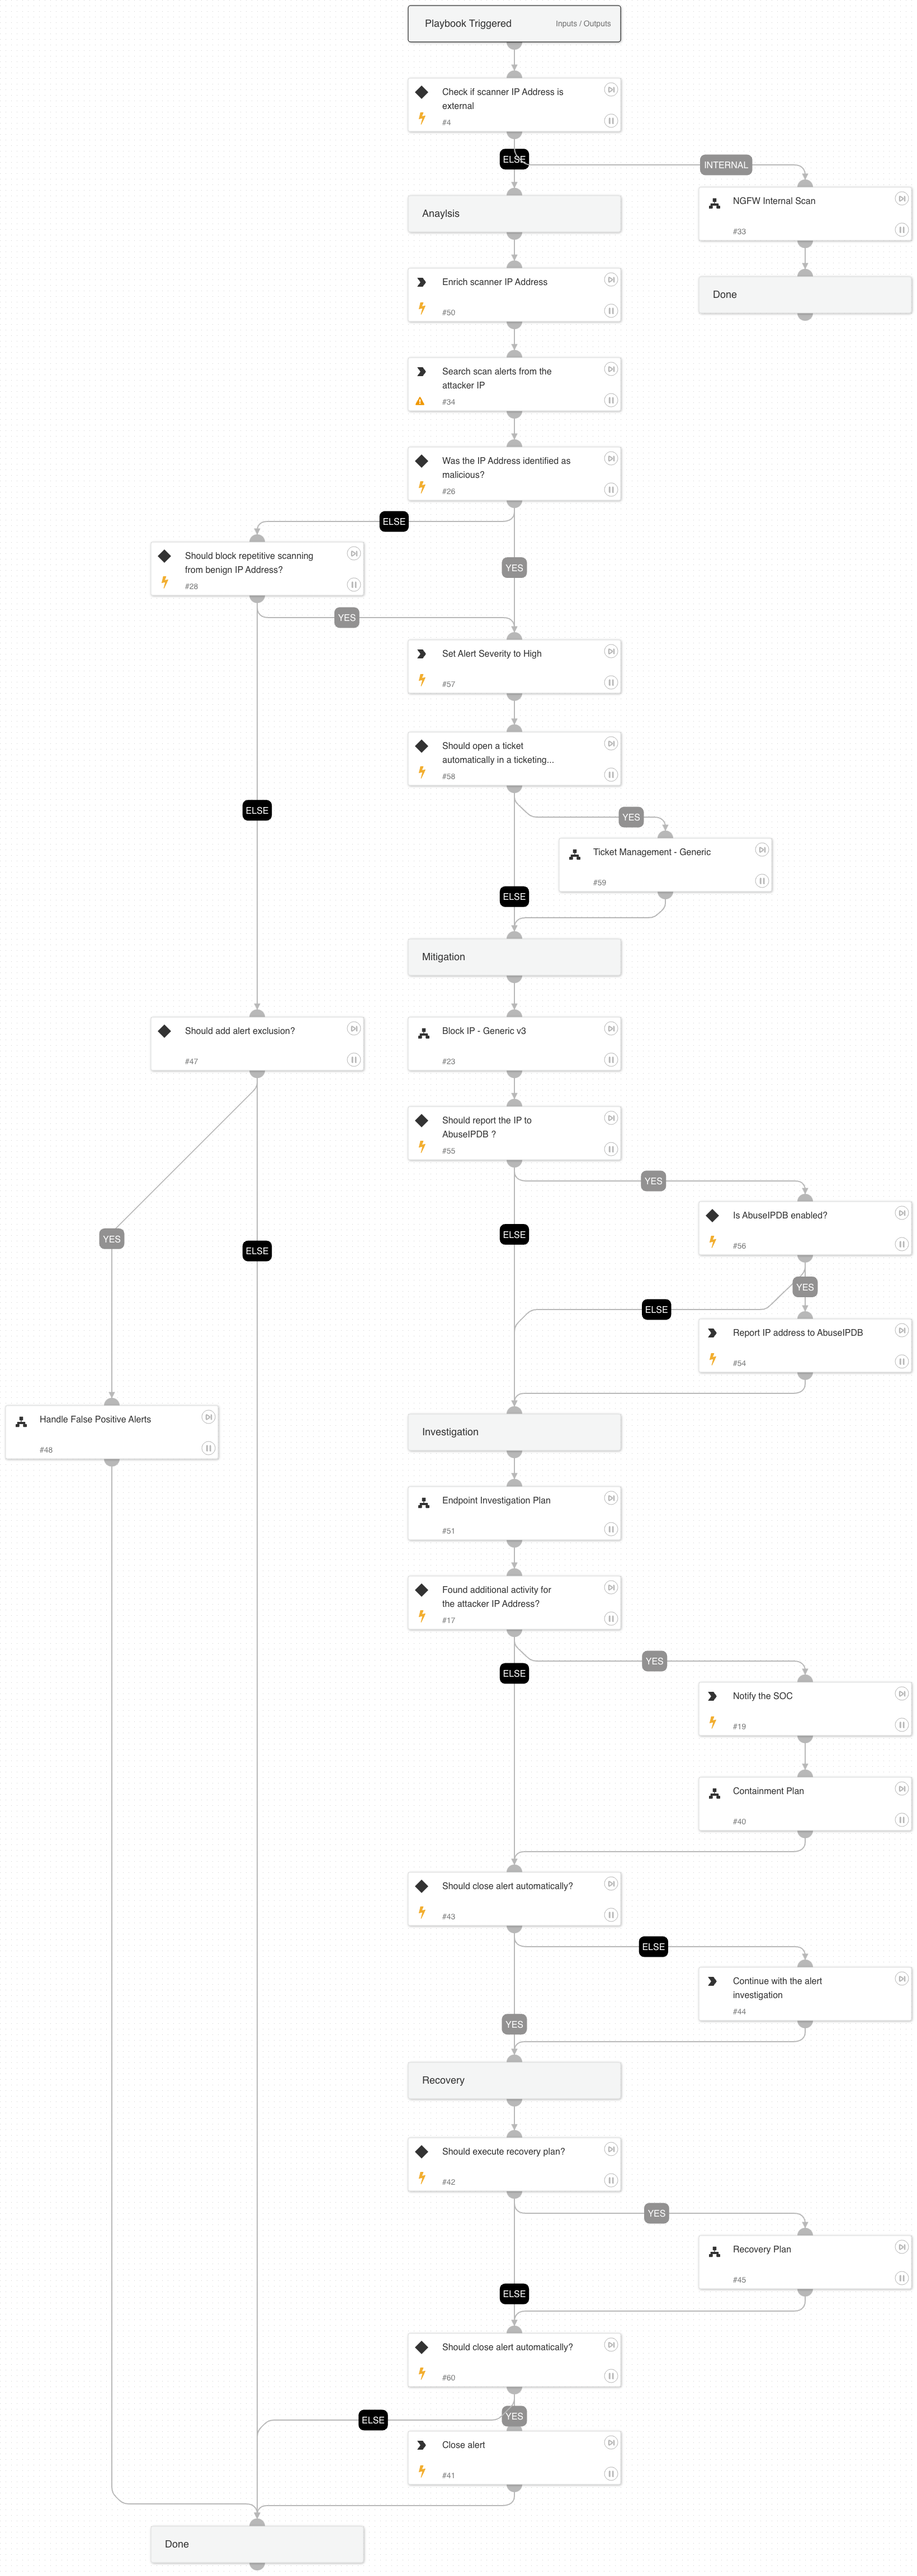 Playbook Triggered
Inputs / Outputs
Check if scanner IP Address is
external
#4
ELSE
INTERNAL
NGFW Internal Scan
#33
Anaylsis
Enrich scanner IP Address
#50
Done
Search scan alerts from the
attacker IP
#34
Was the IP Address identified as
malicious?
#26
ELSE
Should block repetitive scanning
from benign IP Address?
#28
YES
YES
Set Alert Severity to High
#57
Should open a ticket
automatically in a ticketing...
#58
ELSE
YES
Ticket Management - Generic
#59
ELSE
Mitigation
Should add alert exclusion?
#47
Block IP - Generic v3
#23
Should report the IP to
AbuseIPDB ?
#55
YES
Is AbuseIPDB enabled?
#56
YES
ELSE
ELSE
YES
ELSE
Report IP address to AbuseIPDB
#54
Handle False Positive Alerts
#48
Investigation
Endpoint Investigation Plan
#51
Found additional activity for
the attacker IP Address?
#17
YES
ELSE
Notify the SOC
#19
Containment Plan
#40
Should close alert automatically?
#43
ELSE
Continue with the alert
investigation
#44
YES
Recovery
Should execute recovery plan?
#42
YES
Recovery Plan
#45
ELSE
Should close alert automatically?
#60
ELSE
YES
Close alert
#41
Done